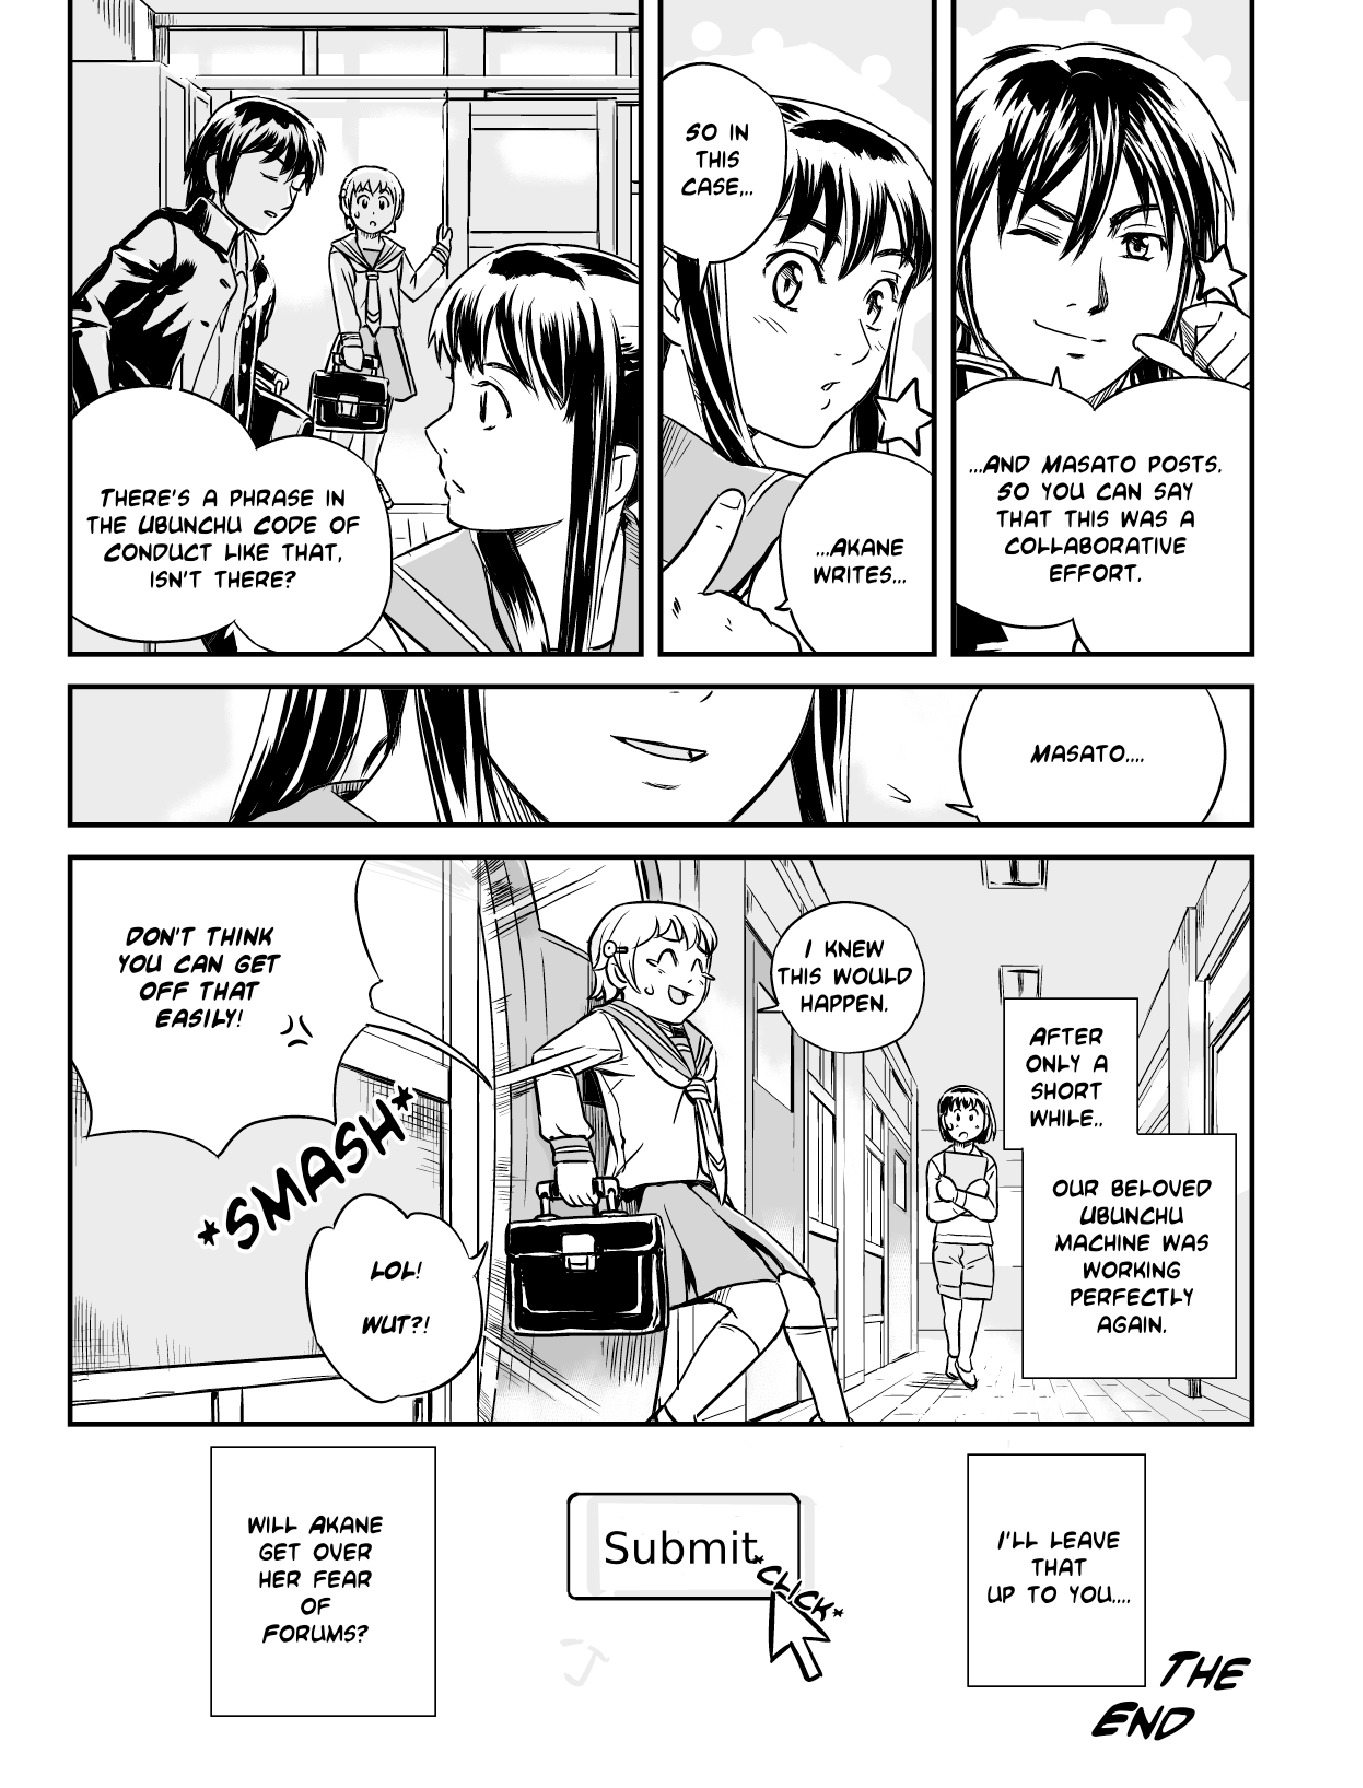 THERE'S A PHRASE IN
THE UBUNCHU CODE OF
CONDUCT LIKE THAT,
ISN'T THERE?
SO IN
THIS
CASE,..
...AKANE
WRITES...
...AND MASATO POSTS.
SO YOU CAN SAY
THAT THIS WAS A
COLLABORATIVE
EFFORT.
MASATO....
DON'T THINK
YOU CAN GET
OFF THAT
EASILY!
*SMASH*
LOL!
WUT?!
I KNEW
THIS WOULD
HAPPEN.
AFTER
ONLY A
SHORT
WHILE..
OUR BELOVED
UBUNCHU
MACHINE WAS
WORKING
PERFECTLY
AGAIN.
WILL AKANE
GET OVER
HER FEAR
OF
FORUMS?
Submit
*CLICK*
I'LL LEAVE
THAT
UP TO YOU....
THE
END